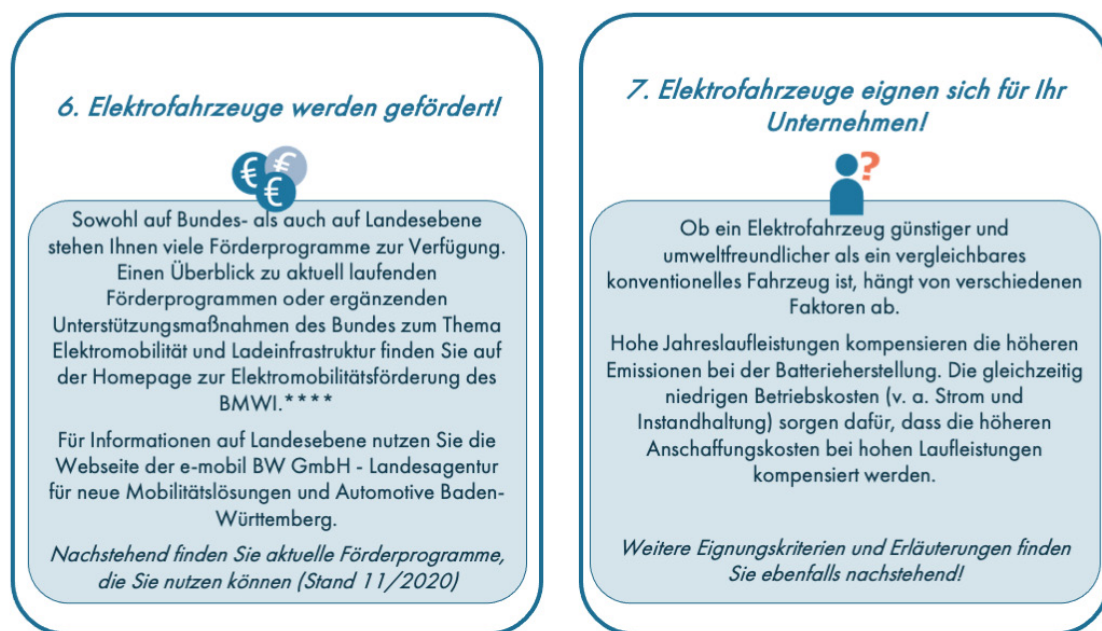 6. Elektrofahrzeuge werden gefördert!
€
€
€
Sowohl auf Bundes- als auch auf Landesebene
stehen Ihnen viele Förderprogramme zur Verfügung.
Einen Überblick zu aktuell laufenden
Förderprogrammen oder ergänzenden
Unterstützungsmaßnahmen des Bundes zum Thema
Elektromobilität und Ladeinfrastruktur finden Sie auf
der Homepage zur Elektromobilitätsförderung des
BMWI.****
Für Informationen auf Landesebene nutzen Sie die
Webseite der e-mobil BW GmbH - Landesagentur
für neue Mobilitätslösungen und Automotive Baden-
Württemberg.
Nachstehend finden Sie aktuelle Förderprogramme,
die Sie nutzen können (Stand 11/2020)
7. Elektrofahrzeuge eignen sich für Ihr
Unternehmen!
?
Ob ein Elektrofahrzeug günstiger und
umweltfreundlicher als ein vergleichbares
konventionelles Fahrzeug ist, hängt von verschiedenen
Faktoren ab.
Hohe Jahreslaufleistungen kompensieren die höheren
Emissionen bei der Batterieherstellung. Die gleichzeitig
niedrigen Betriebskosten (v. a. Strom und
Instandhaltung) sorgen dafür, dass die höheren
Anschaffungskosten bei hohen Laufleistungen
kompensiert werden.
Weitere Eignungskriterien und Erläuterungen finden
Sie ebenfalls nachstehend!